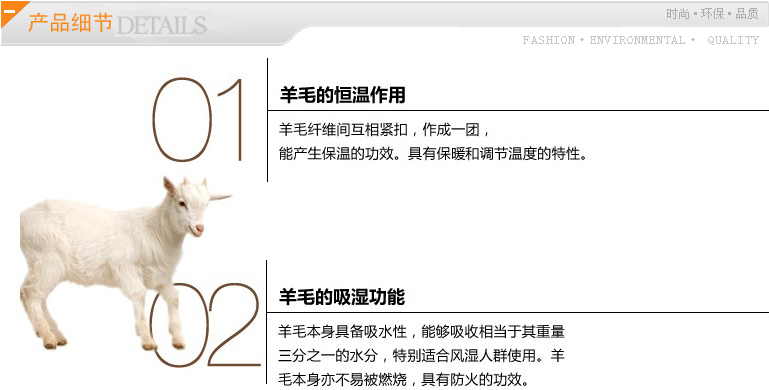 产品细节 DETAILS
时尚·环保·品质
FASHION· ENVIRONMENTAL· QUALITY
01
羊毛的恒温作用
羊毛纤维间互相紧扣，作成一团，
能产生保温的功效。具有保暖和调节温度的特性。
02
羊毛的吸湿功能
羊毛本身具备吸水性，能够吸收相当于其重量
三分之一的水分，特别适合风湿人群使用。羊
毛本身亦不易被燃烧，具有防火的功效。